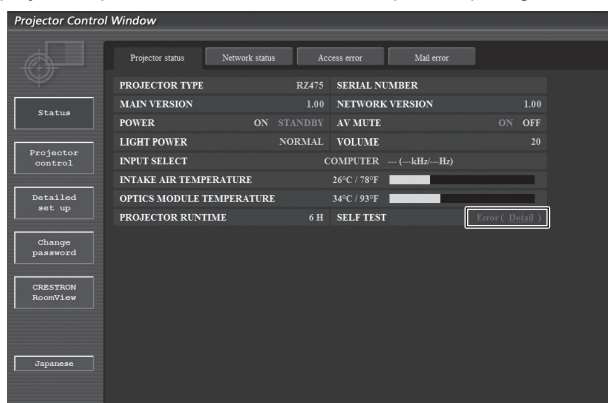 Projector Control Window
Projector status Network status Access error Mail error
PROJECTOR TYPE RZ475 SERIAL NUMBER
MAIN VERSION 1.00 NETWORK VERSION 1.00
POWER ON STANDBY AV MUTE ON OFF
LIGHT POWER NORMAL VOLUME 20
INPUT SELECT COMPUTER --- (---kHz/---Hz)
INTAKE AIR TEMPERATURE 26°C / 78°F
OPTICS MODULE TEMPERATURE 34°C / 93°F
PROJECTOR RUNTIME 6 H SELF TEST Error ( Detail )
Status
Projector
control
Detailed
set up
Change
password
CRESTRON
RoomView
Japanese